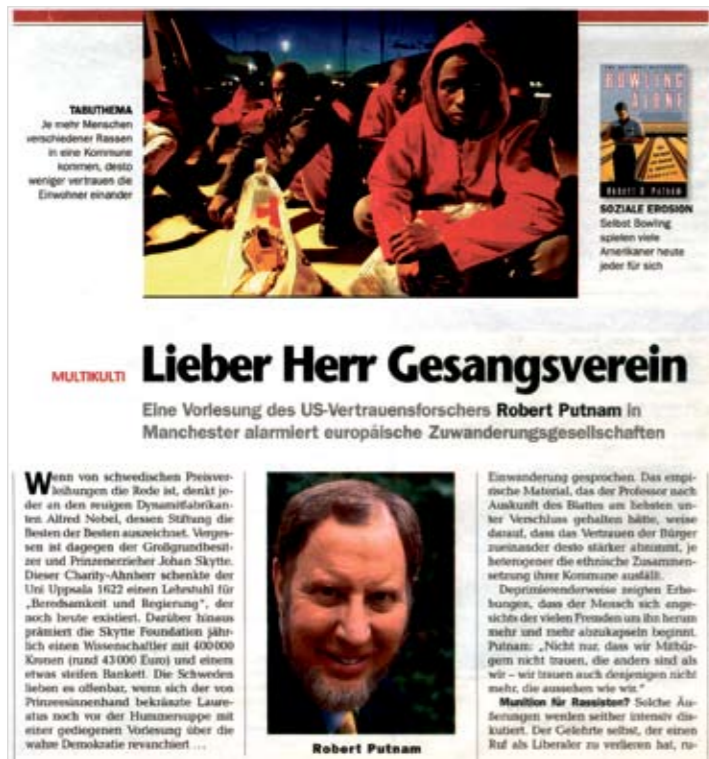 TABUTHEMA
Je mehr Menschen
verschiedener Rassen
in eine Kommune
kommen, desto
weniger vertrauen die
Einwohner einander
THE NATIONAL BESTSELLER
BOWLING
ALONE
Robert D. Putnam
SOZIALE EROSION
Selbst Bowling
spielen viele
Amerikaner heute
jeder für sich
MULTIKULTI
Lieber Herr Gesangsverein
Eine Vorlesung des US-Vertrauensforschers Robert Putnam in
Manchester alarmiert europäische Zuwanderungsgesellschaften
Wenn von schwedischen Preisver-
leihungen die Rede ist, denkt je-
der an den reuigen Dynamitfabrikan-
ten Alfred Nobel, dessen Stiftung die
Besten der Besten auszeichnet. Verges-
sen ist dagegen der Großgrundbesit-
zer und Prinzenerzieher Johan Skytte.
Dieser Charity-Ahnherr schenkte der
Uni Uppsala 1622 einen Lehrstuhl für
„Beredsamkeit und Regierung“, der
noch heute existiert. Darüber hinaus
prämiert die Skytte Foundation jähr-
lich einen Wissenschaftler mit 400000
Kronen (rund 43000 Euro) und einem
etwas steifen Bankett. Die Schweden
lieben es offenbar, wenn sich der von
Prinzessinnenhand bekränzte Laure-
atus noch vor der Hummersuppe mit
einer gediegenen Vorlesung über die
wahre Demokratie revanchiert ...
Robert Putnam
Einwanderung gesprochen. Das empi-
rische Material, das der Professor nach
Auskunft des Blattes am liebsten un-
ter Verschluss gehalten hätte, weise
darauf, dass das Vertrauen der Bürger
zueinander desto stärker abnimmt, je
heterogener die ethnische Zusammen-
setzung ihrer Kommune ausfällt.
Deprimierenderweise zeigten Erhe-
bungen, dass der Mensch sich ange-
sichts der vielen Fremden um ihn herum
mehr und mehr abzukapseln beginnt.
Putnam: „Nicht nur, dass wir Mitbür-
gern nicht trauen, die anders sind als
wir – wir trauen auch denjenigen nicht
mehr, die aussehen wie wir.“
Munition für Rassisten? Solche Äu-
ßerungen werden seither intensiv dis-
kutiert. Der Gelehrte selbst, der einen
Ruf als Liberaler zu verlieren hat, ru-